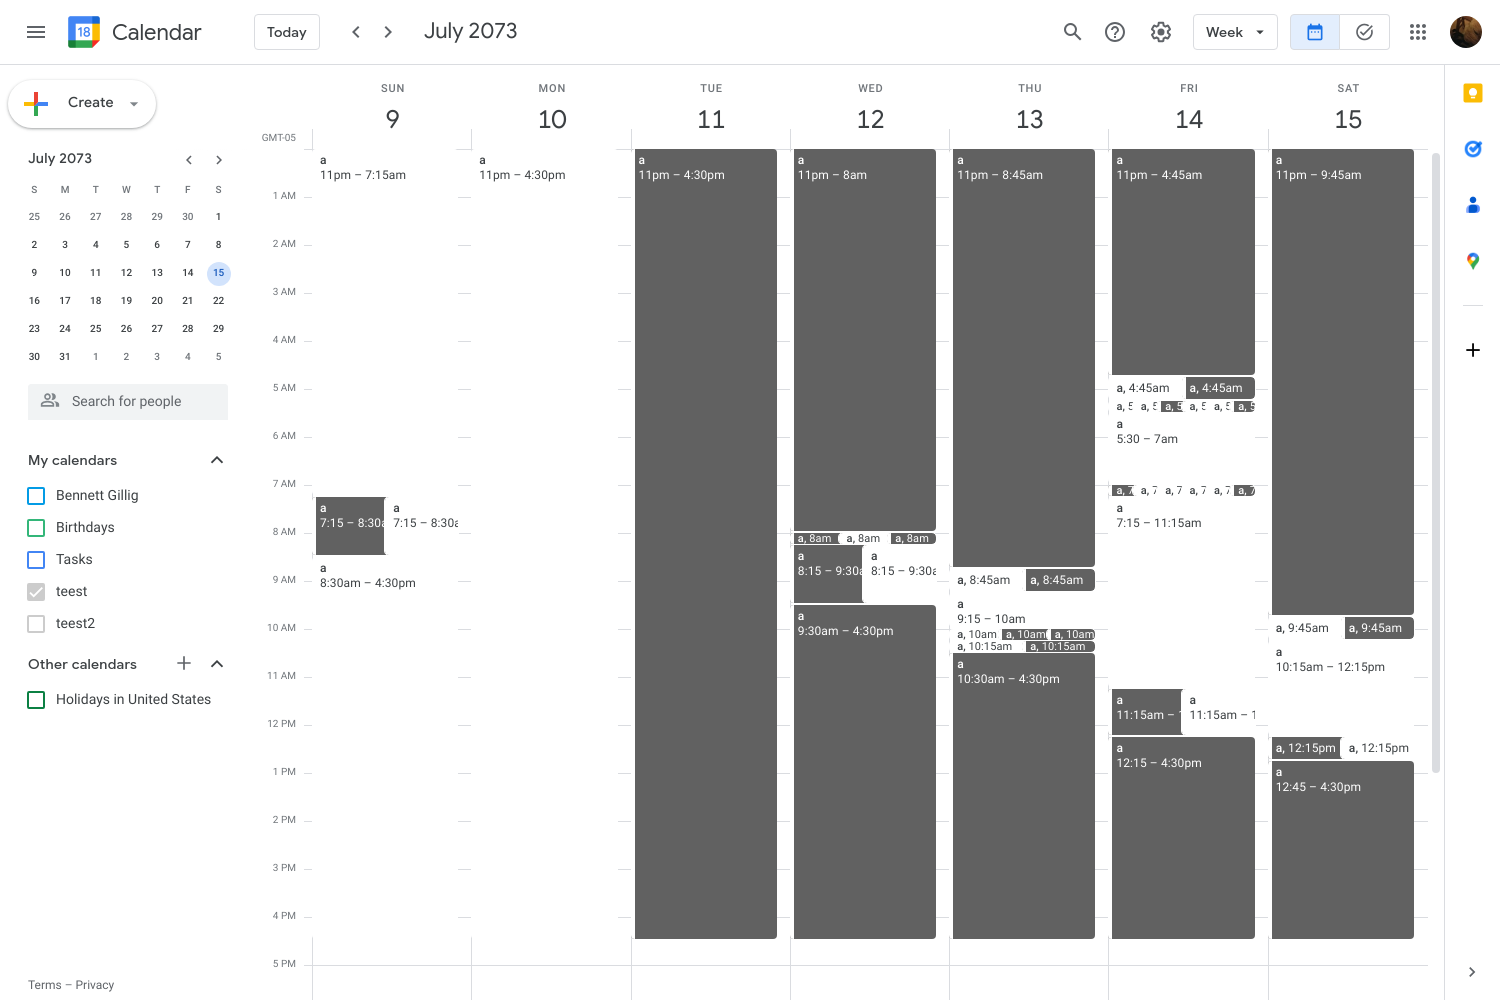 18 Calendar
Today
July 2073
Week
Create
July 2073
S M T W T F S
25 26 27 28 29 30 1
2 3 4 5 6 7 8
9 10 11 12 13 14 15
16 17 18 19 20 21 22
23 24 25 26 27 28 29
30 31 1 2 3 4 5
Search for people
My calendars
Bennett Gillig
Birthdays
Tasks
teest
teest2
Other calendars
Holidays in United States
Terms – Privacy
SUN MON TUE WED THU FRI SAT
9 10 11 12 13 14 15
GMT-05
1 AM
2 AM
3 AM
4 AM
5 AM
6 AM
7 AM
8 AM
9 AM
10 AM
11 AM
12 PM
1 PM
2 PM
3 PM
4 PM
5 PM
a
11pm – 7:15am
a
7:15 – 8:30a
a
7:15 – 8:30a
a
8:30am – 4:30pm
a
11pm – 4:30pm
a
11pm – 4:30pm
a
11pm – 8am
a, 8am a, 8am a, 8am
a
8:15 – 9:30a
a
8:15 – 9:30a
a
9:30am – 4:30pm
a
11pm – 8:45am
a, 8:45am a, 8:45am
a
9:15 – 10am
a, 10am a, 10am a, 10am
a, 10:15am a, 10:15am
a
10:30am – 4:30pm
a
11pm – 4:45am
a, 4:45am a, 4:45am
a, 5 a, 5 a, 5 a, 5 a, 5 a, 5
a
5:30 – 7am
a, 7 a, 7 a, 7 a, 7 a, 7 a, 7
a
7:15 – 11:15am
a
11:15am – 1
a
11:15am – 1
a
12:15 – 4:30pm
a
11pm – 9:45am
a, 9:45am a, 9:45am
a
10:15am – 12:15pm
a, 12:15pm a, 12:15pm
a
12:45 – 4:30pm